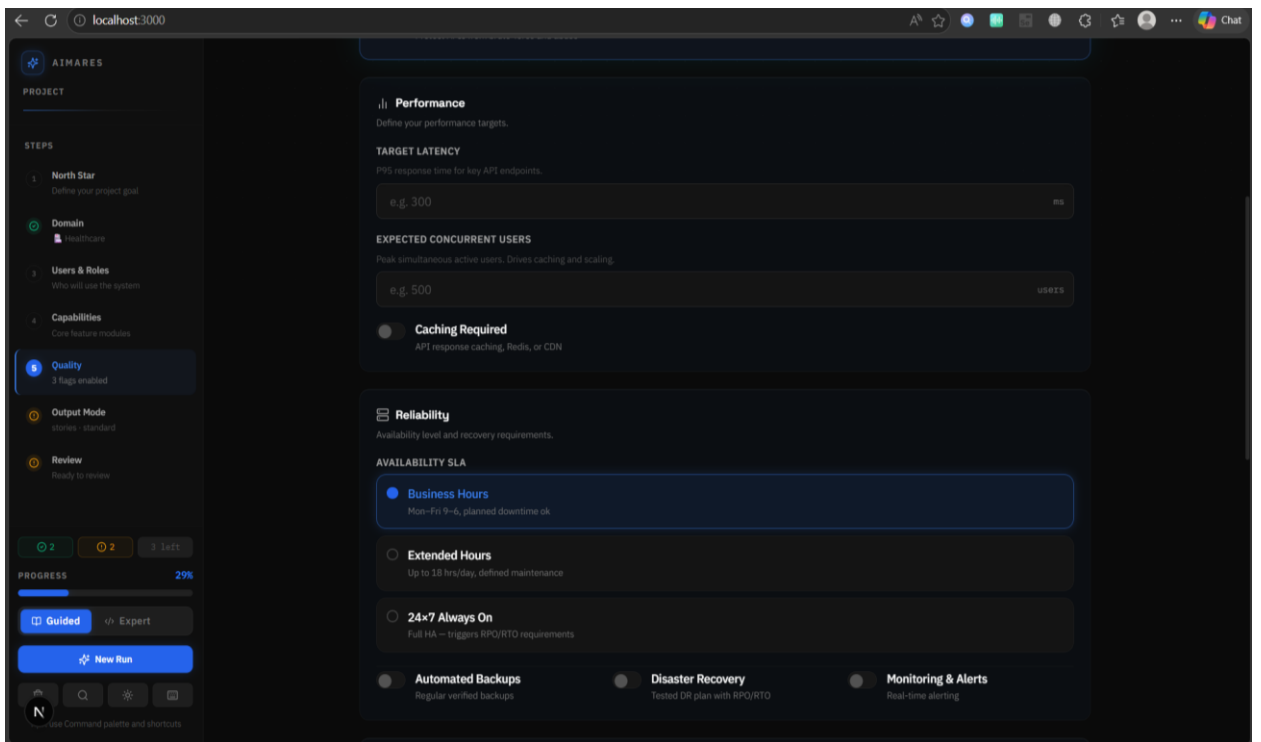 localhost:3000
Chat
AIMARES
PROJECT
STEPS
1
North Star
Define your project goal
Domain
Healthcare
3
Users & Roles
Who will use the system
4
Capabilities
Core feature modules
5
Quality
3 flags enabled
Output Mode
stories · standard
Review
Ready to review
2
2
3 left
PROGRESS
29%
Guided
Expert
New Run
N
use Command palette and shortcuts
Performance
Define your performance targets.
TARGET LATENCY
P95 response time for key API endpoints.
e.g. 300
ms
EXPECTED CONCURRENT USERS
Peak simultaneous active users. Drives caching and scaling.
e.g. 500
users
Caching Required
API response caching, Redis, or CDN
Reliability
Availability level and recovery requirements.
AVAILABILITY SLA
Business Hours
Mon–Fri 9–6, planned downtime ok
Extended Hours
Up to 18 hrs/day, defined maintenance
24×7 Always On
Full HA — triggers RPO/RTO requirements
Automated Backups
Regular verified backups
Disaster Recovery
Tested DR plan with RPO/RTO
Monitoring & Alerts
Real-time alerting